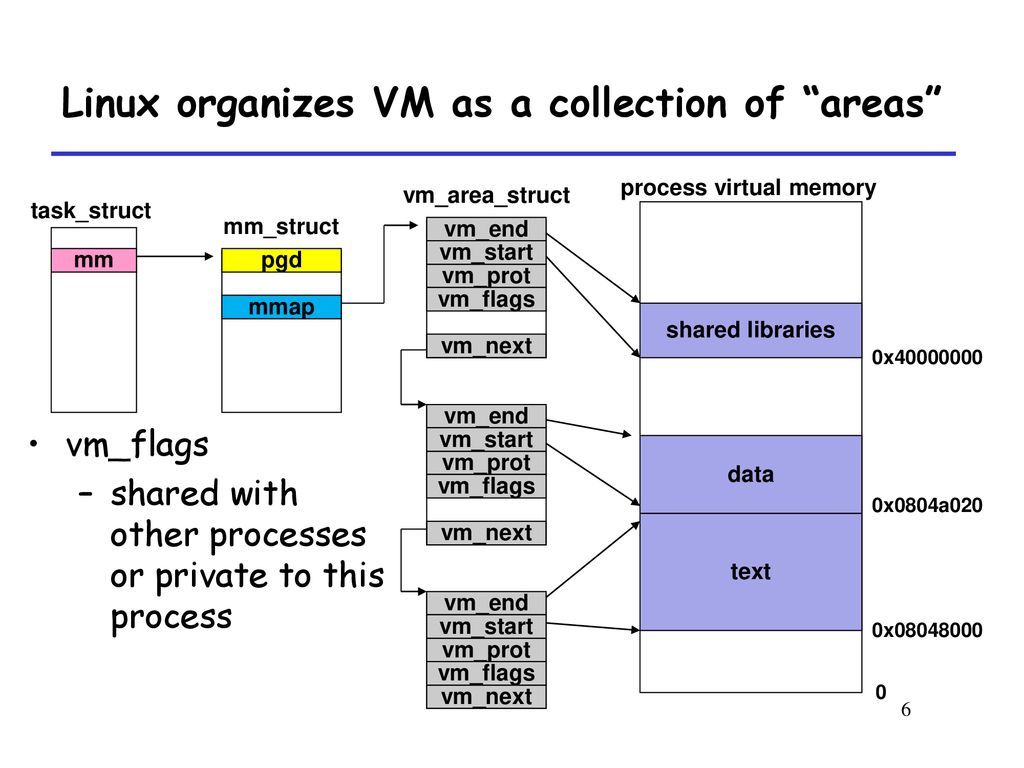 Linux organizes VM as a collection of “areas”
task_struct
mm
mm_struct
pgd
mmap
vm_area_struct
vm_end
vm_start
vm_prot
vm_flags
vm_next
vm_end
vm_start
vm_prot
vm_flags
vm_next
vm_end
vm_start
vm_prot
vm_flags
vm_next
process virtual memory
shared libraries
0x40000000
data
0x0804a020
text
0x08048000
0
• vm_flags
– shared with
other processes
or private to this
process
6